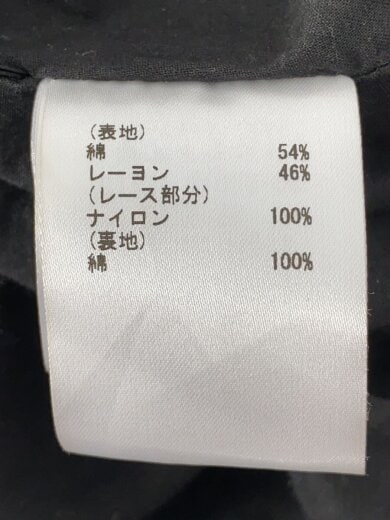 (表地)
綿 54%
レーヨン 46%
(レース部分)
ナイロン 100%
(裏地)
綿 100%